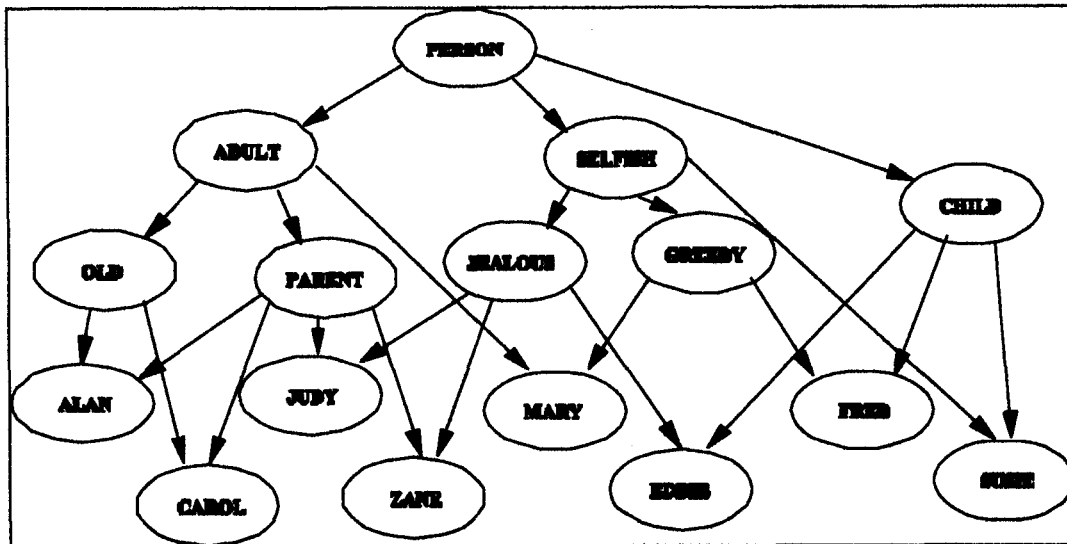 PERSON
ADULT
SELFISH
CHILD
OLD
PARENT
JEALOUS
GREEDY
ALAN
JUDY
MARY
FRED
CAROL
ZANE
EDDIE
SUSIE